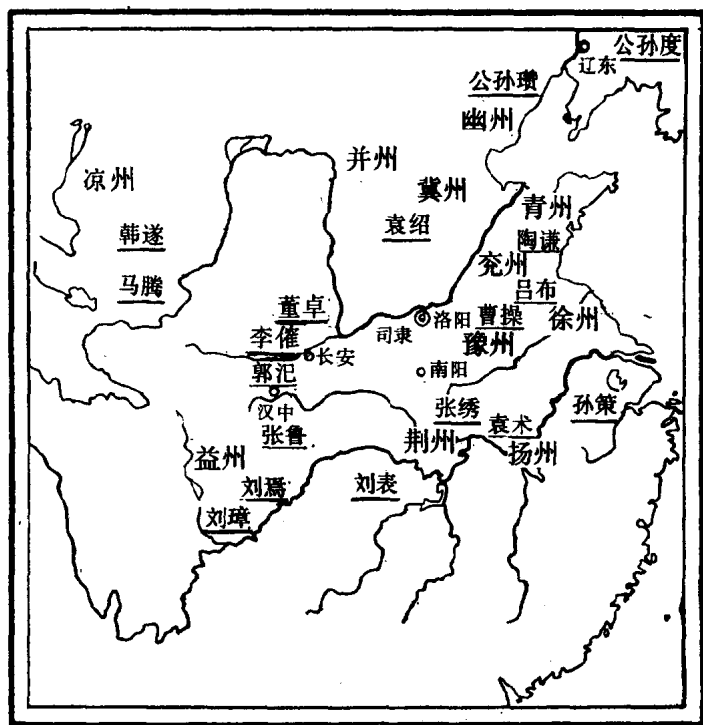 公孙度
辽东
公孙瓒
幽州
并州
凉州
冀州
青州
袁绍
陶谦
韩遂
兖州
马腾
吕布
董卓
曹操
徐州
洛阳
司隶
李傕
豫州
长安
郭汜
南阳
汉中
张绣
孙策
张鲁
荆州
袁术
扬州
益州
刘焉
刘表
刘璋